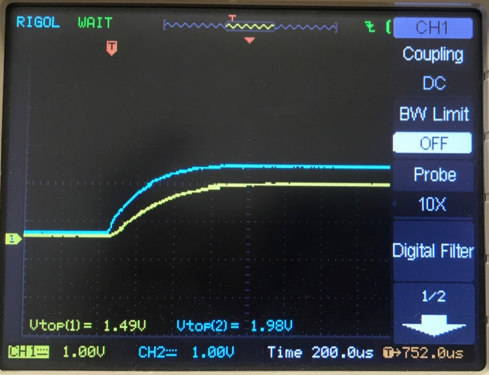 RIGOL WAIT
T
CH1
T
Coupling
DC
BW Limit
OFF
Probe
10X
1
Digital Filter
1/2
Vtop(1)= 1.49V Vtop(2)= 1.98V
CH1 1.00V CH2 1.00V Time 200.0us T→752.0us